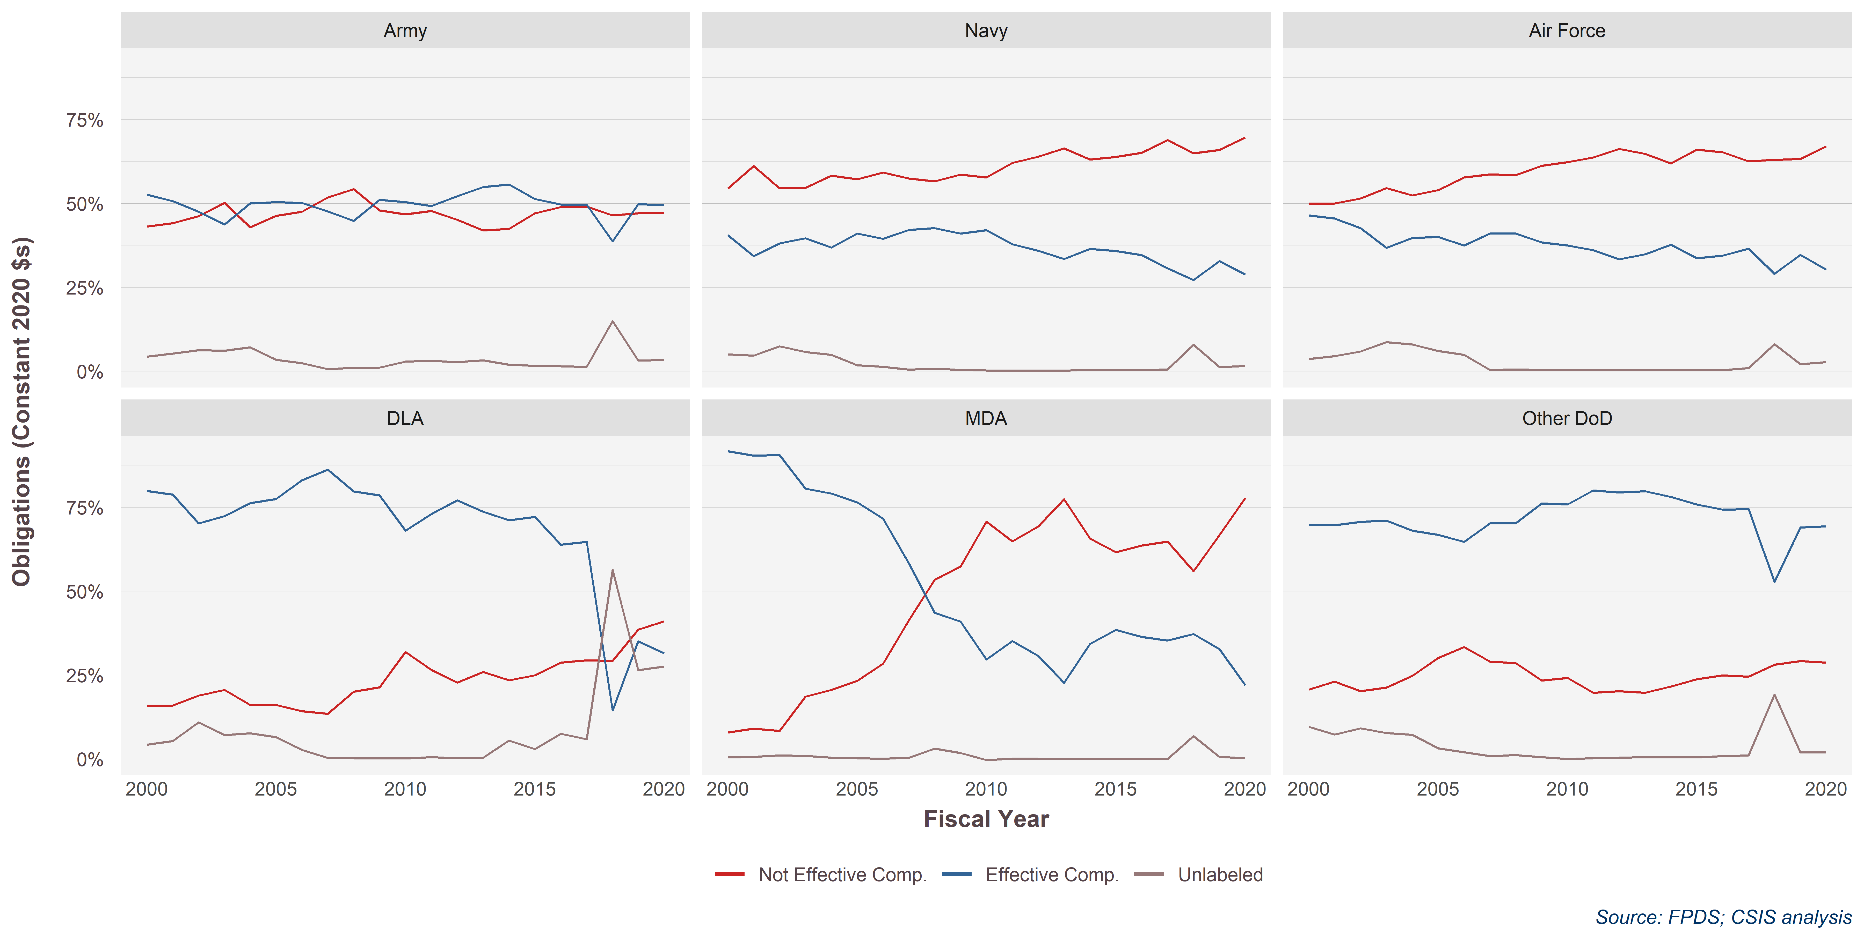 Army Navy Air Force
75%
50%
25%
0%
DLA MDA Other DoD
75%
50%
25%
0%
2000 2005 2010 2015 2020 2000 2005 2010 2015 2020 2000 2005 2010 2015 2020
Obligations (Constant 2020 $s)
Fiscal Year
Not Effective Comp. Effective Comp. Unlabeled
Source: FPDS; CSIS analysis